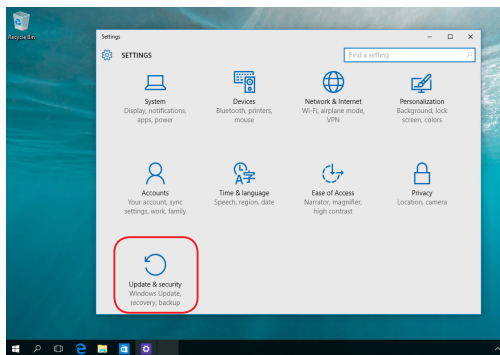 Recycle Bin
Settings
SETTINGS
Find a setting
System
Display, notifications,
apps, power
Devices
Bluetooth, printers,
mouse
Network & Internet
Wi-Fi, airplane mode,
VPN
Personalization
Background, lock
screen, colors
Accounts
Your account, sync
settings, work, family
Time & language
Speech, region, date
Ease of Access
Narrator, magnifier,
high contrast
Privacy
Location, camera
Update & security
Windows Update,
recovery, backup